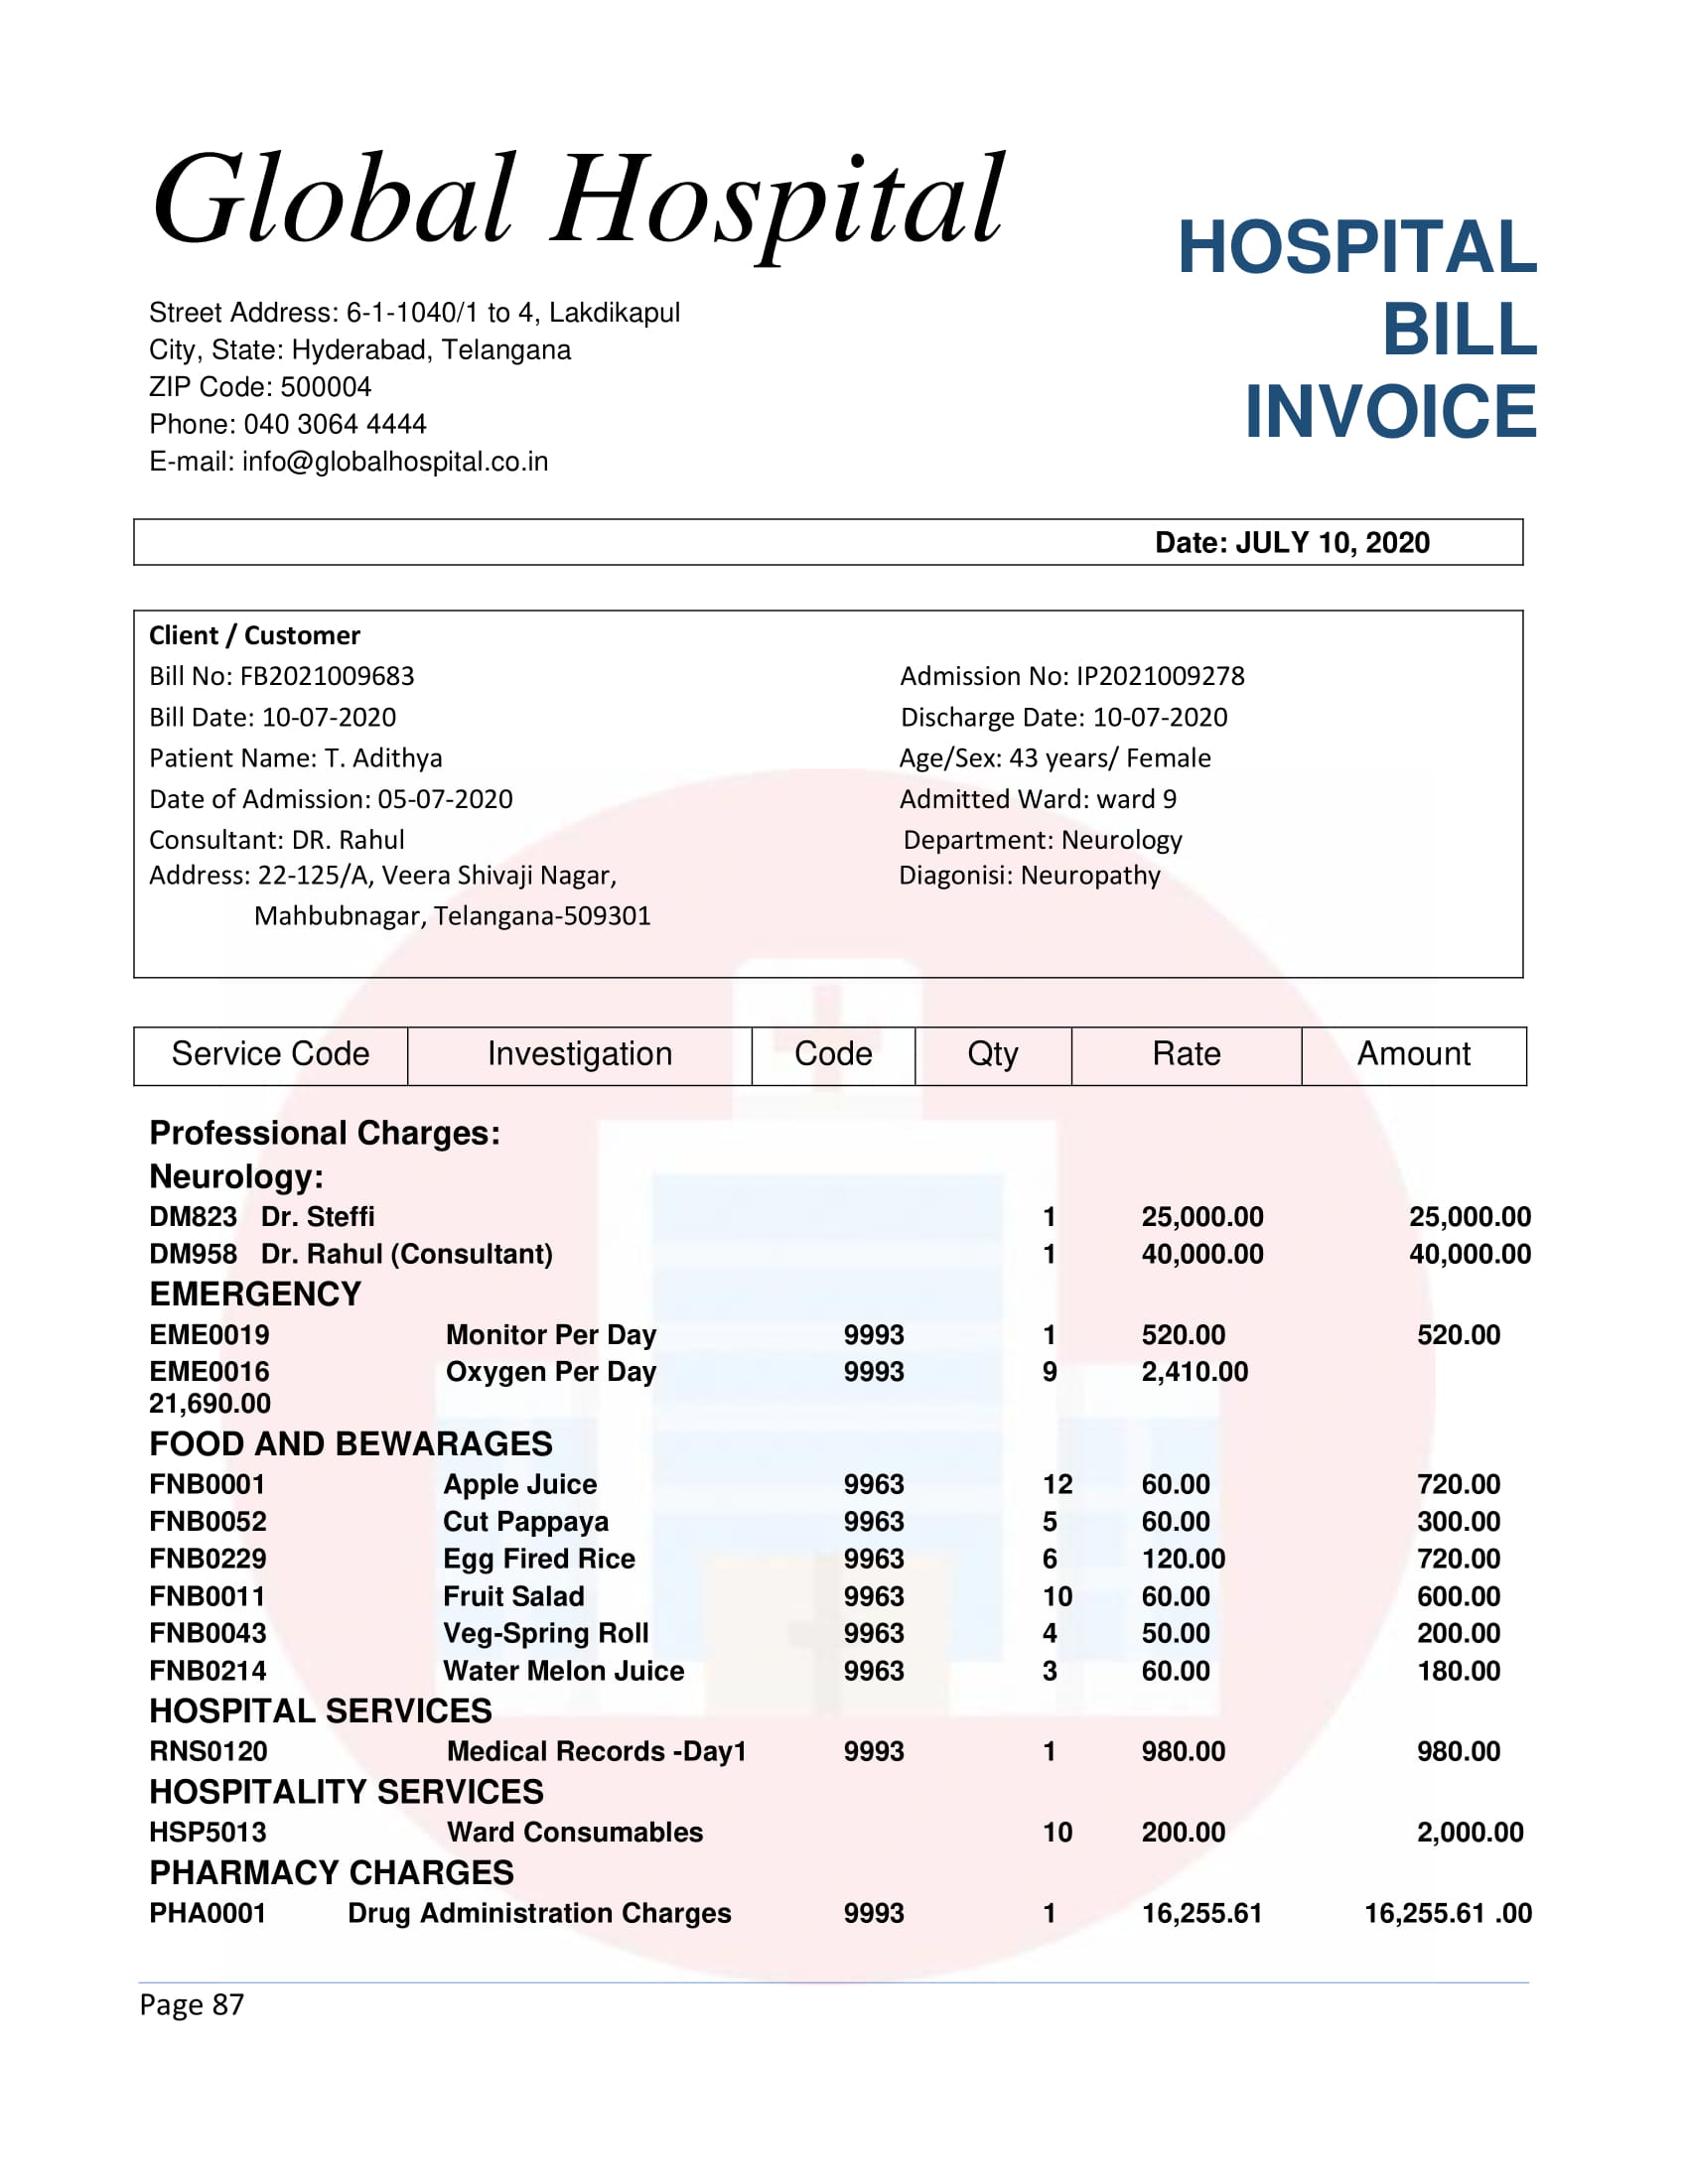 Global Hospital
HOSPITAL
BILL
INVOICE
Street Address: 6-1-1040/1 to 4, Lakdikapul
City, State: Hyderabad, Telangana
ZIP Code: 500004
Phone: 040 3064 4444
E-mail: info@globalhospital.co.in
Date: JULY 10, 2020
Client / Customer
Bill No: FB2021009683 Admission No: IP2021009278
Bill Date: 10-07-2020 Discharge Date: 10-07-2020
Patient Name: T. Adithya Age/Sex: 43 years/ Female
Date of Admission: 05-07-2020 Admitted Ward: ward 9
Consultant: DR. Rahul Department: Neurology
Address: 22-125/A, Veera Shivaji Nagar, Diagonisi: Neuropathy
Mahbubnagar, Telangana-509301
Service Code Investigation Code Qty Rate Amount
Professional Charges:
Neurology:
DM823 Dr. Steffi 1 25,000.00 25,000.00
DM958 Dr. Rahul (Consultant) 1 40,000.00 40,000.00
EMERGENCY
EME0019 Monitor Per Day 9993 1 520.00 520.00
EME0016 Oxygen Per Day 9993 9 2,410.00
21,690.00
FOOD AND BEWARAGES
FNB0001 Apple Juice 9963 12 60.00 720.00
FNB0052 Cut Pappaya 9963 5 60.00 300.00
FNB0229 Egg Fired Rice 9963 6 120.00 720.00
FNB0011 Fruit Salad 9963 10 60.00 600.00
FNB0043 Veg-Spring Roll 9963 4 50.00 200.00
FNB0214 Water Melon Juice 9963 3 60.00 180.00
HOSPITAL SERVICES
RNS0120 Medical Records -Day1 9993 1 980.00 980.00
HOSPITALITY SERVICES
HSP5013 Ward Consumables 10 200.00 2,000.00
PHARMACY CHARGES
PHA0001 Drug Administration Charges 9993 1 16,255.61 16,255.61 .00
Page 87